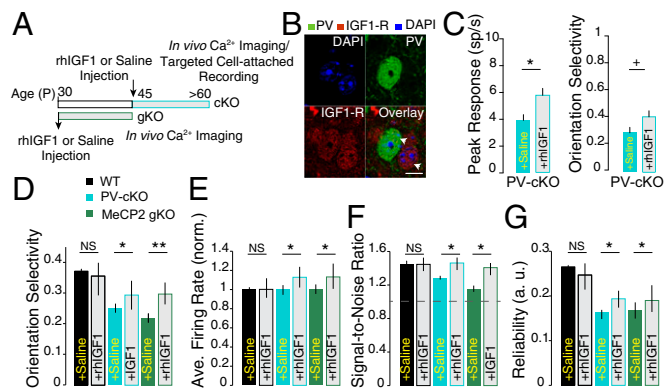 A
rhIGF1 or Saline
Injection
In vivo Ca²⁺ Imaging/
Targeted Cell-attached
Recording
Age (P)
30
45
>60
cKO
gKO
rhIGF1 or Saline
Injection
In vivo Ca²⁺ Imaging
B
PV IGF1-R DAPI
DAPI
PV
IGF1-R
Overlay
C
Peak Response (sp/s)
8
6
4
2
0
*
+Saline
+rhIGF1
PV-cKO
Orientation Selectivity
1
0.8
0.6
0.4
0.2
0
+
+Saline
+rhIGF1
PV-cKO
D
WT
PV-cKO
MeCP2 gKO
Orientation Selectivity
0.4
0.3
0.2
0.1
0
NS
*
**
+Saline
+rhIGF1
+Saline
+rhIGF1
+Saline
+rhIGF1
E
Ave. Firing Rate (norm.)
1.4
1.2
1
0.8
0.6
0.4
NS
*
*
+Saline
+rhIGF1
+Saline
+rhIGF1
+Saline
+rhIGF1
F
Signal-to-Noise Ratio
1.6
1.2
0.8
0.4
0
NS
*
*
+Saline
+rhIGF1
+Saline
+rhIGF1
+Saline
+IGF1
G
Reliability (a. u.)
0.3
0.2
0.1
0
NS
*
*
+Saline
+rhIGF1
+Saline
+rhIGF1
+Saline
+rhIGF1